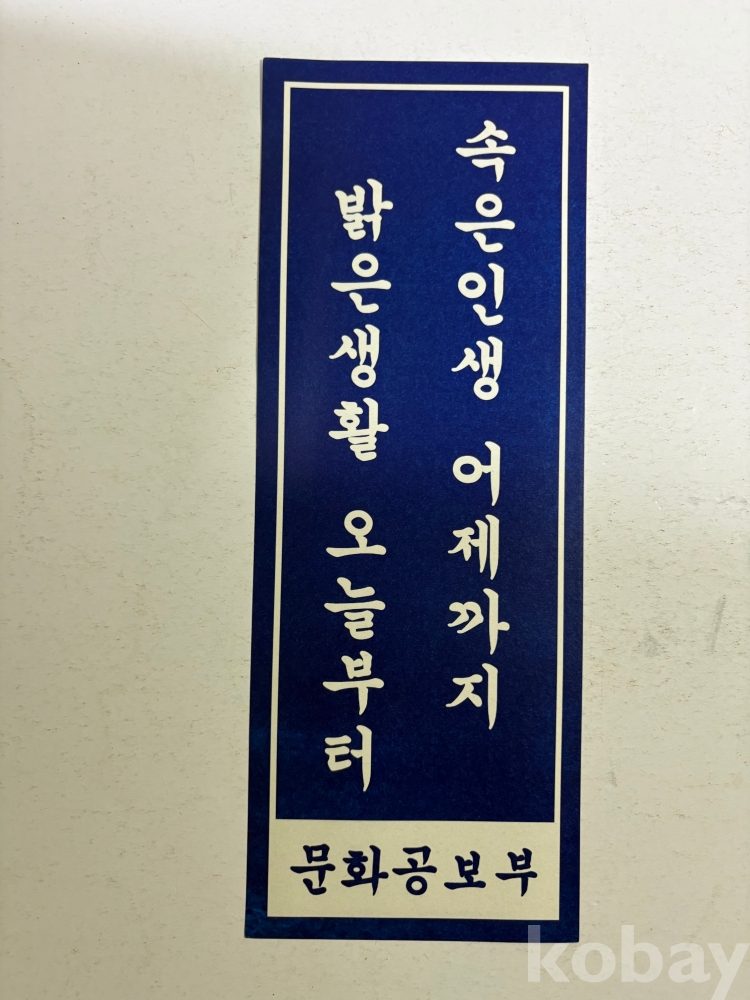 속은인생 어제까지
밝은생활 오늘부터
문화공보부
kobay